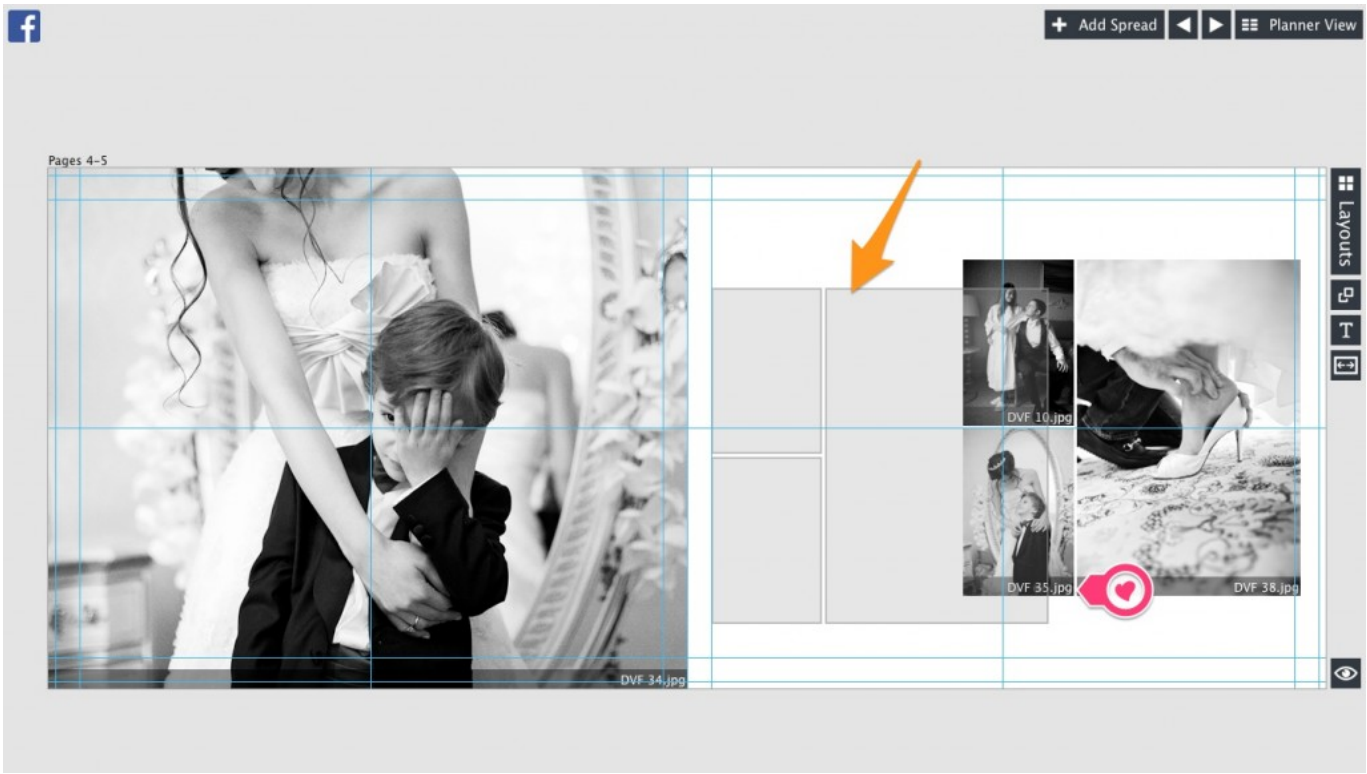 Add Spread
Planner View
Pages 4-5
Layouts
T
DVF 10.jpg
DVF 35.jpg
DVF 38.jpg
DVF 34.jpg